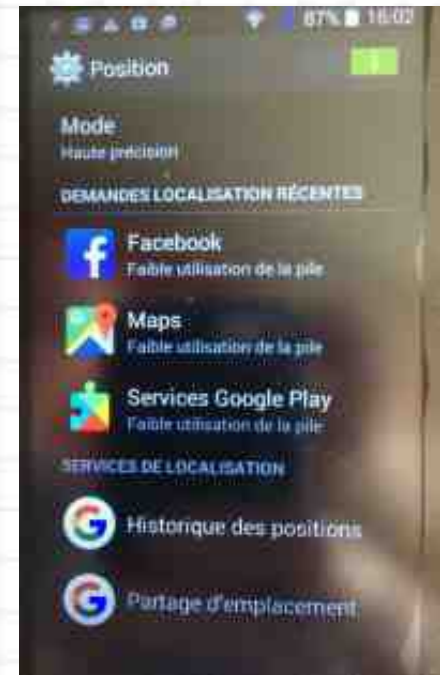 87% 16:02
Position
Mode
Haute précision
DEMANDES LOCALISATION RÉCENTES
Facebook
Faible utilisation de la pile
Maps
Faible utilisation de la pile
Services Google Play
Faible utilisation de la pile
SERVICES DE LOCALISATION
Historique des positions
Partage d'emplacement